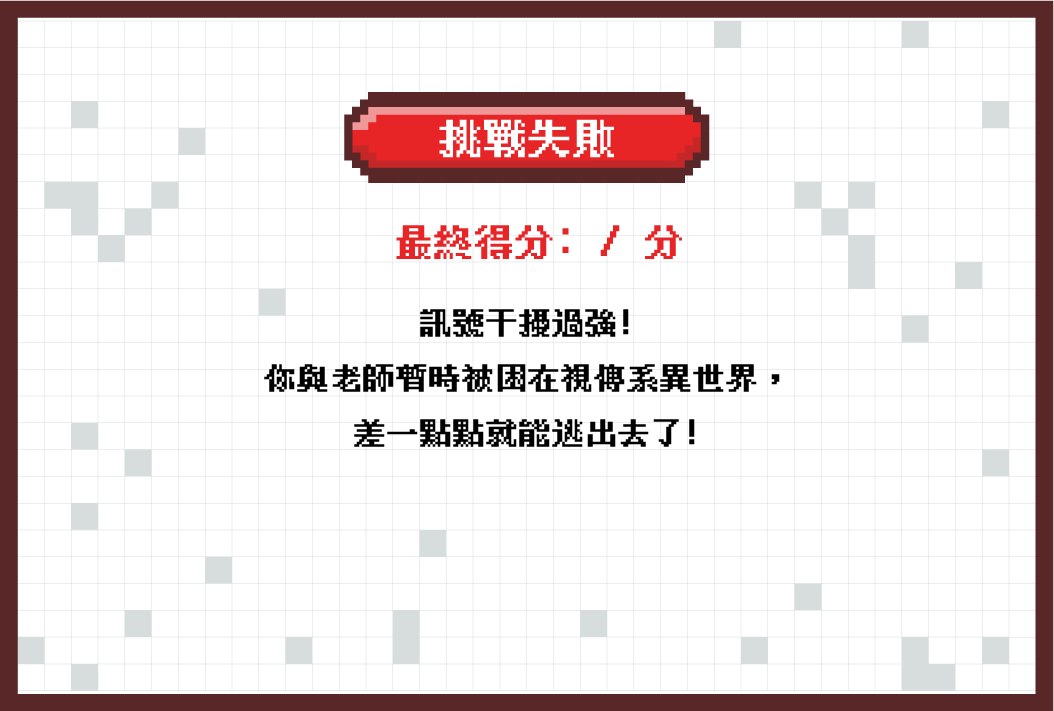 挑戰失敗
最終得分： / 分
訊號干擾過強！
你與老師暫時被困在視傳系異世界，
差一點點就能逃出去了！